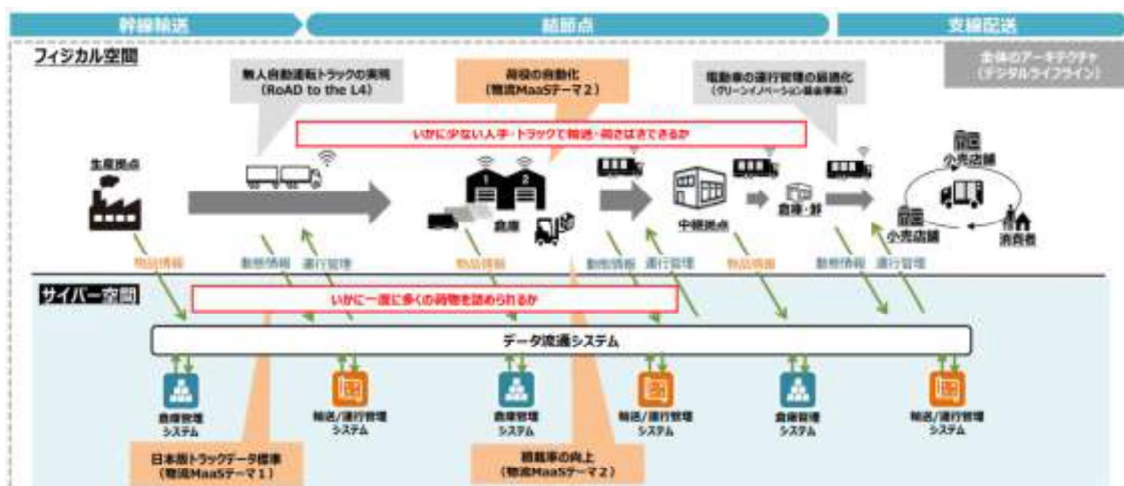 幹線輸送
結節点
支線配送
フィジカル空間
全体のアーキテクチャ
(デジタルライフライン)
無人自動運転トラックの実現
(RoAD to the L4)
荷役の自動化
(物流MaaSテーマ2)
電動車の運行管理の最適化
(グリーンイノベーション基金事業)
いかに少ない人手・トラックで輸送・荷さばきできるか
生産拠点
1
2
倉庫
中継拠点
倉庫・卸
小売店舗
小売店舗
消費者
物品情報
動態情報
運行管理
物品情報
動態情報
運行管理
物品情報
動態情報
運行管理
サイバー空間
いかに一度に多くの荷物を詰められるか
データ流通システム
倉庫管理
システム
輸送/運行管理
システム
倉庫管理
システム
輸送/運行管理
システム
倉庫管理
システム
輸送/運行管理
システム
日本版トラックデータ標準
(物流MaaSテーマ1)
積載率の向上
(物流MaaSテーマ2)